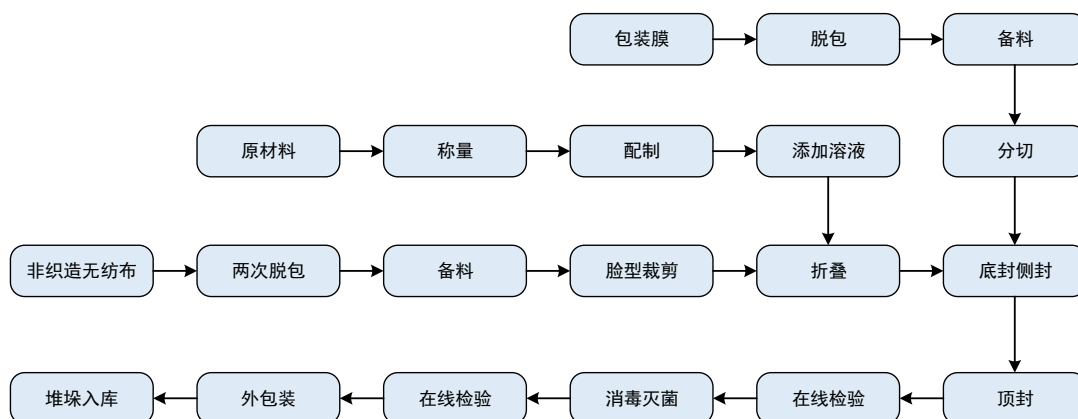 包装膜
脱包
备料
原材料
称量
配制
添加溶液
分切
非织造无纺布
两次脱包
备料
脸型裁剪
折叠
底封侧封
堆垛入库
外包装
在线检验
消毒灭菌
在线检验
顶封